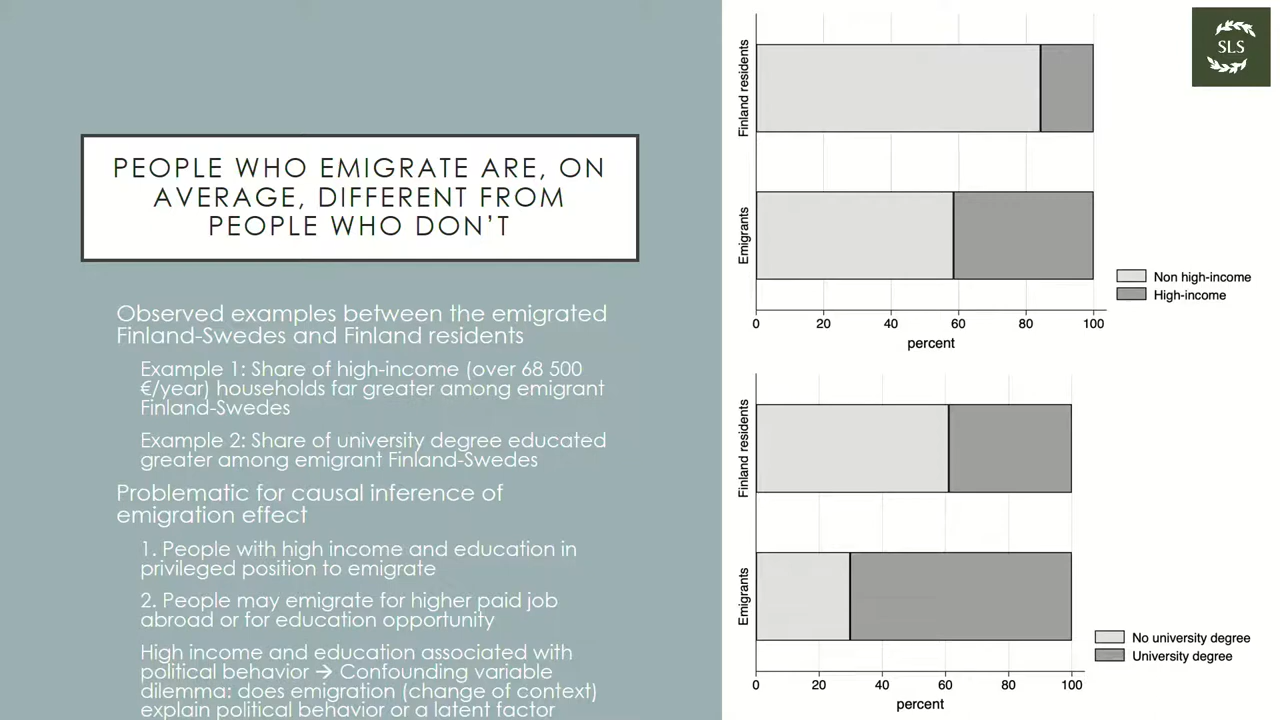 PEOPLE WHO EMIGRATE ARE, ON
AVERAGE, DIFFERENT FROM
PEOPLE WHO DON'T
Observed examples between the emigrated
Finland-Swedes and Finland residents
Example 1: Share of high-income (over 68 500
€/year) households far greater among emigrant
Finland-Swedes
Example 2: Share of university degree educated
greater among emigrant Finland-Swedes
Problematic for causal inference of
emigration effect
1. People with high income and education in
privileged position to emigrate
2. People may emigrate for higher paid job
abroad or for education opportunity
High income and education associated with
political behavior → Confounding variable
dilemma: does emigration (change of context)
explain political behavior or a latent factor
Finland residents
Emigrants
0 20 40 60 80 100
percent
Non high-income
High-income
Finland residents
Emigrants
0 20 40 60 80 100
percent
No university degree
University degree
SLS